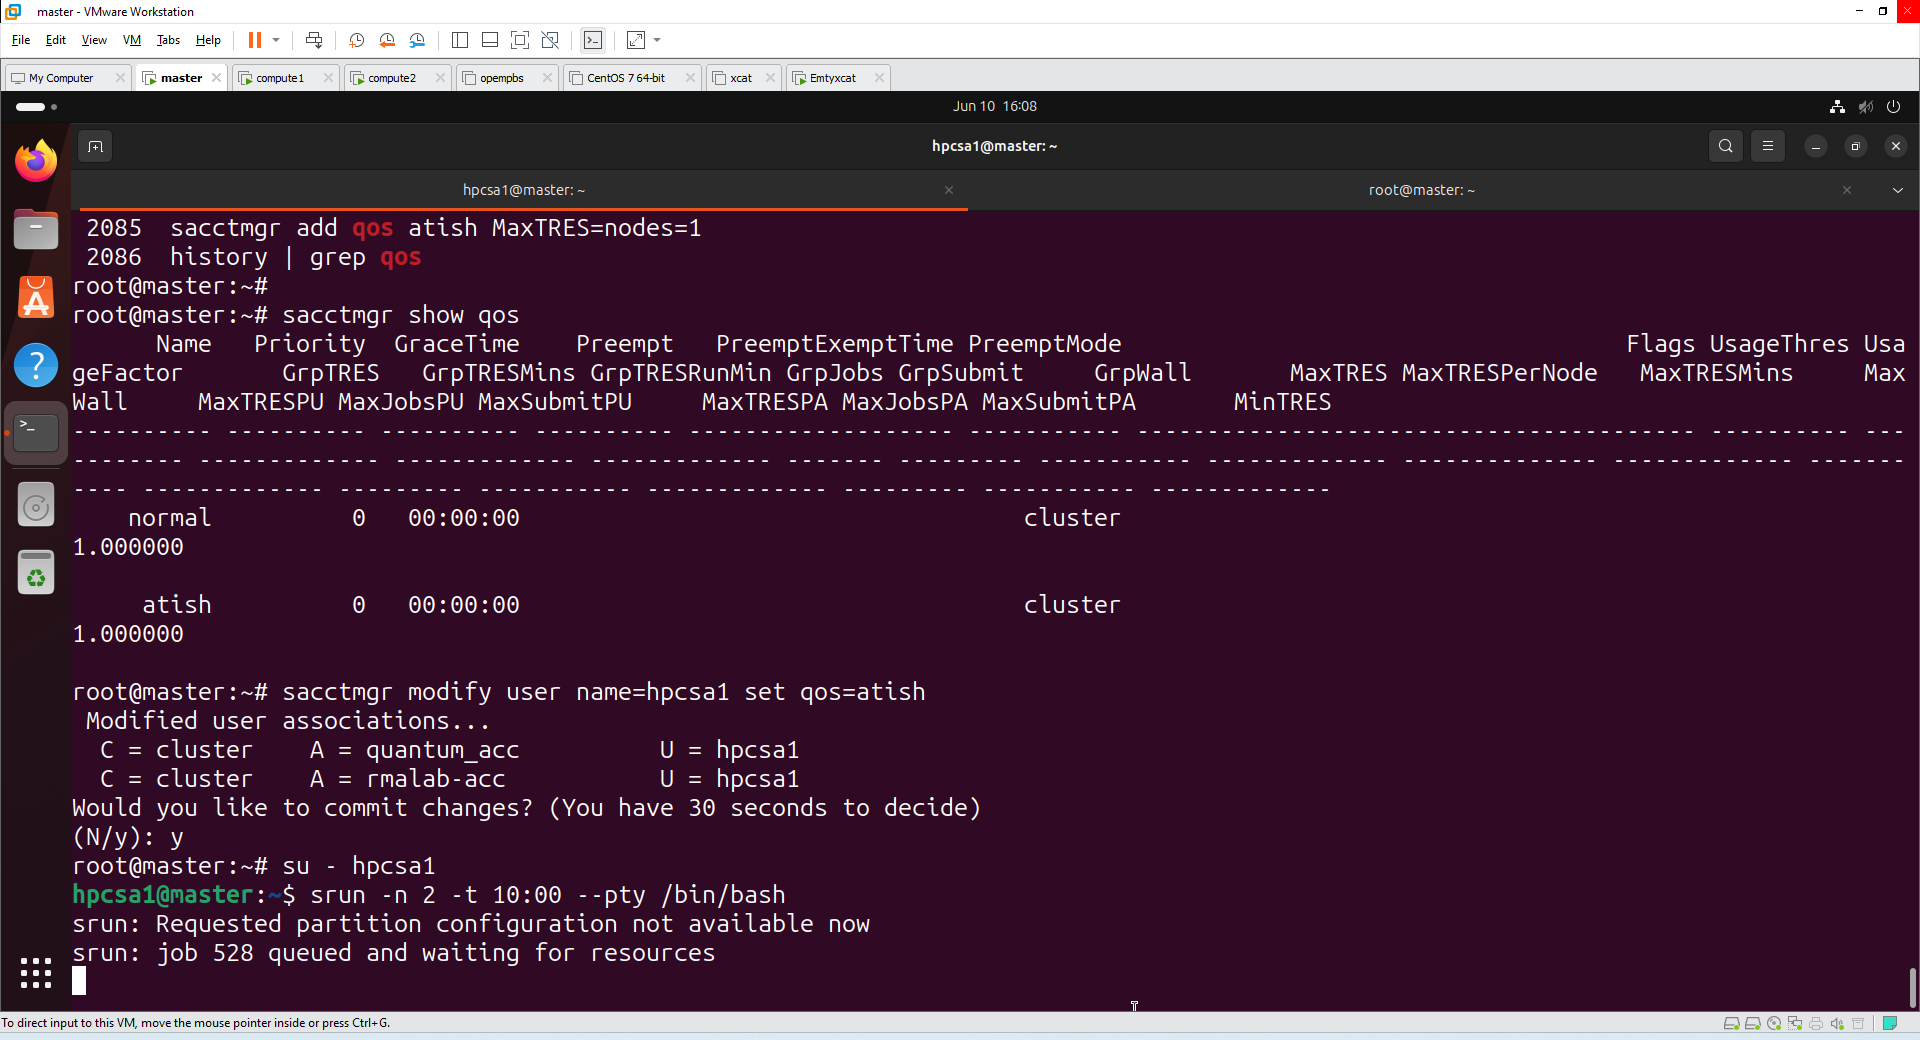 master - VMware Workstation
File Edit View VM Tabs Help
My Computer master compute1 compute2 openpbs CentOS 7 64-bit xcat Emtyxcat
Jun 10 16:08
hpcsa1@master: ~
hpcsa1@master: ~ root@master: ~
2085 sacctmgr add qos atish MaxTRES=nodes=1
2086 history | grep qos
root@master:~#
root@master:~# sacctmgr show qos
Name Priority GraceTime Preempt PreemptExemptTime PreemptMode Flags UsageThres Usa
geFactor GrpTRES GrpTRESMins GrpTRESRunMin GrpJobs GrpSubmit GrpWall MaxTRES MaxTRESPerNode MaxTRESMins Max
Wall MaxTRESPU MaxJobsPU MaxSubmitPU MaxTRESPA MaxJobsPA MaxSubmitPA MinTRES
---------- ---------- ---------- ---------- ------------------- ----------- ---------------------------------------- ---------- ---
-------- ------------- ------------- ------------- ------- --------- ----------- ------------- -------------- ------------- -------
---- ------------- --------- ----------- ------------- --------- ----------- -------------
normal 0 00:00:00 cluster
1.000000
atish 0 00:00:00 cluster
1.000000
root@master:~# sacctmgr modify user name=hpcsa1 set qos=atish
Modified user associations...
C = cluster A = quantum_acc U = hpcsa1
C = cluster A = rmalab-acc U = hpcsa1
Would you like to commit changes? (You have 30 seconds to decide)
(N/y): y
root@master:~# su - hpcsa1
hpcsa1@master:~$ srun -n 2 -t 10:00 --pty /bin/bash
srun: Requested partition configuration not available now
srun: job 528 queued and waiting for resources
To direct input to this VM, move the mouse pointer inside or press Ctrl+G.